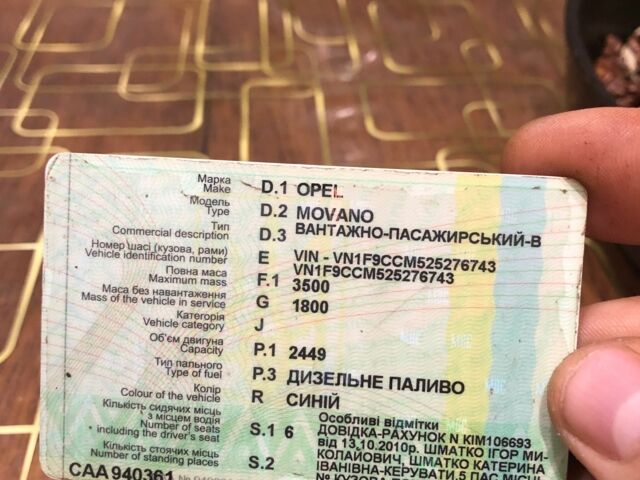 Марка
Make D.1 OPEL
Модель
Type D.2 MOVANO
Тип
Commercial description D.3 ВАНТАЖНО-ПАСАЖИРСЬКИЙ-В
Номер шасі (кузова, рами)
Vehicle identification number E VIN - VN1F9CCM525276743
VN1F9CCM525276743
Повна маса
Maximum mass F.1 3500
Маса без навантаження
Mass of the vehicle in service G 1800
Категорія
Vehicle category J
Об'єм двигуна
Capacity P.1 2449
Тип пального
Type of fuel P.3 ДИЗЕЛЬНЕ ПАЛИВО
Колір
Colour of the vehicle R СИНІЙ
Кількість сидячих місць
з місцем водія
Number of seats
* including the driver's seat S.1 6
Особливі відмітки
ДОВІДКА-РАХУНОК N КІМ106693
від 13.10.2010р. ШМАТКО ІГОР МИ-
КОЛАЙОВИЧ, ШМАТКО КАТЕРИНА
ІВАНІВНА-КЕРУВАТИ,5 ПАС МІСЦЬ
Кількість стоячих місць
Number of standing places S.2
САА 940361